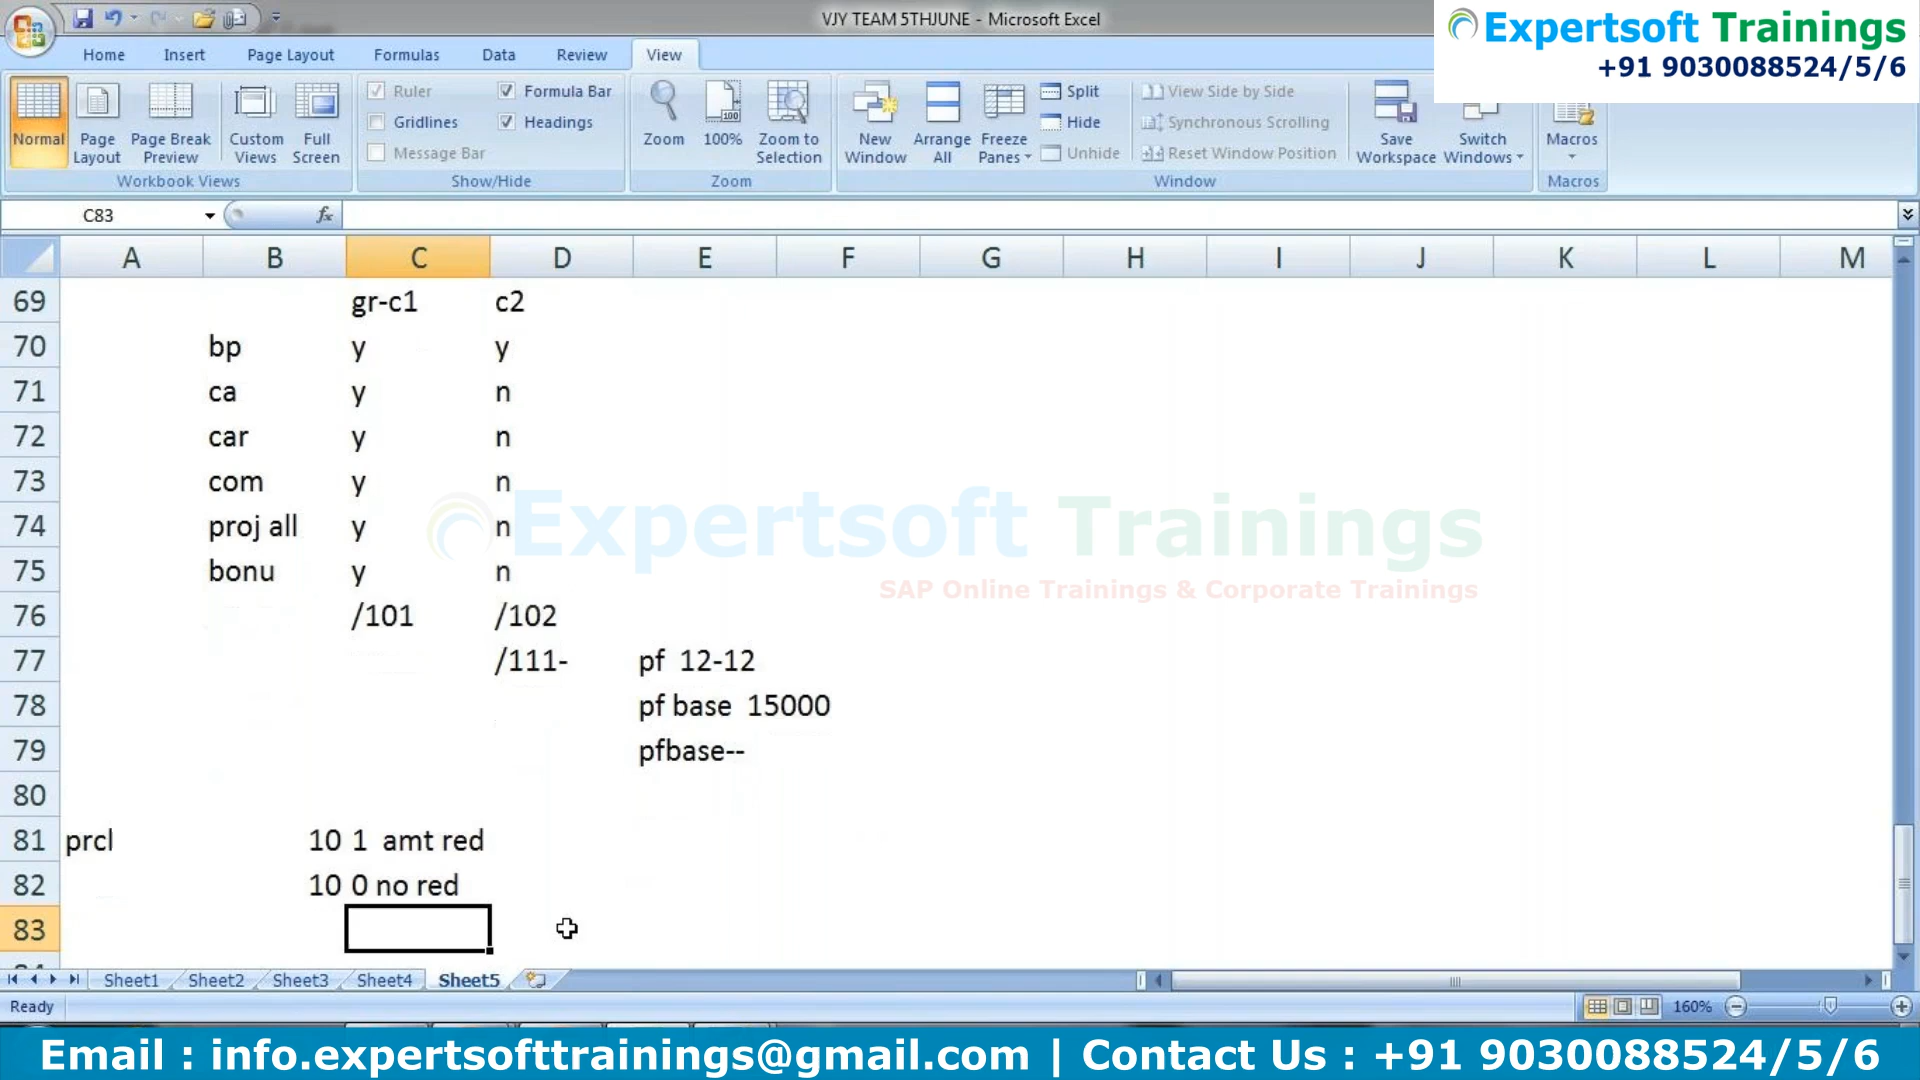 VJY TEAM 5THJUNE - Microsoft Excel
Expertsoft Trainings
+91 9030088524/5/6
Home Insert Page Layout Formulas Data Review View
Normal
Page Layout
Page Break Preview
Custom Views
Full Screen
Workbook Views
Ruler
Gridlines
Message Bar
Formula Bar
Headings
Show/Hide
Zoom
100%
Zoom to Selection
Zoom
New Window
Arrange All
Freeze Panes
Split
Hide
Unhide
View Side by Side
Synchronous Scrolling
Reset Window Position
Save Workspace
Switch Windows
Window
Macros
Macros
C83 fx
A B C D E F G H I J K L M
69 gr-c1 c2
70 bp y y
71 ca y n
72 car y n
73 com y n
74 proj all y n
75 bonu y n
76 /101 /102
77 /111- pf 12-12
78 pf base 15000
79 pfbase--
80
81 prcl 10 1 amt red
82 10 0 no red
83
Expertsoft Trainings
SAP Online Trainings & Corporate Trainings
Sheet1 Sheet2 Sheet3 Sheet4 Sheet5
Ready 160%
Email : info.expertsofttrainings@gmail.com | Contact Us : +91 9030088524/5/6